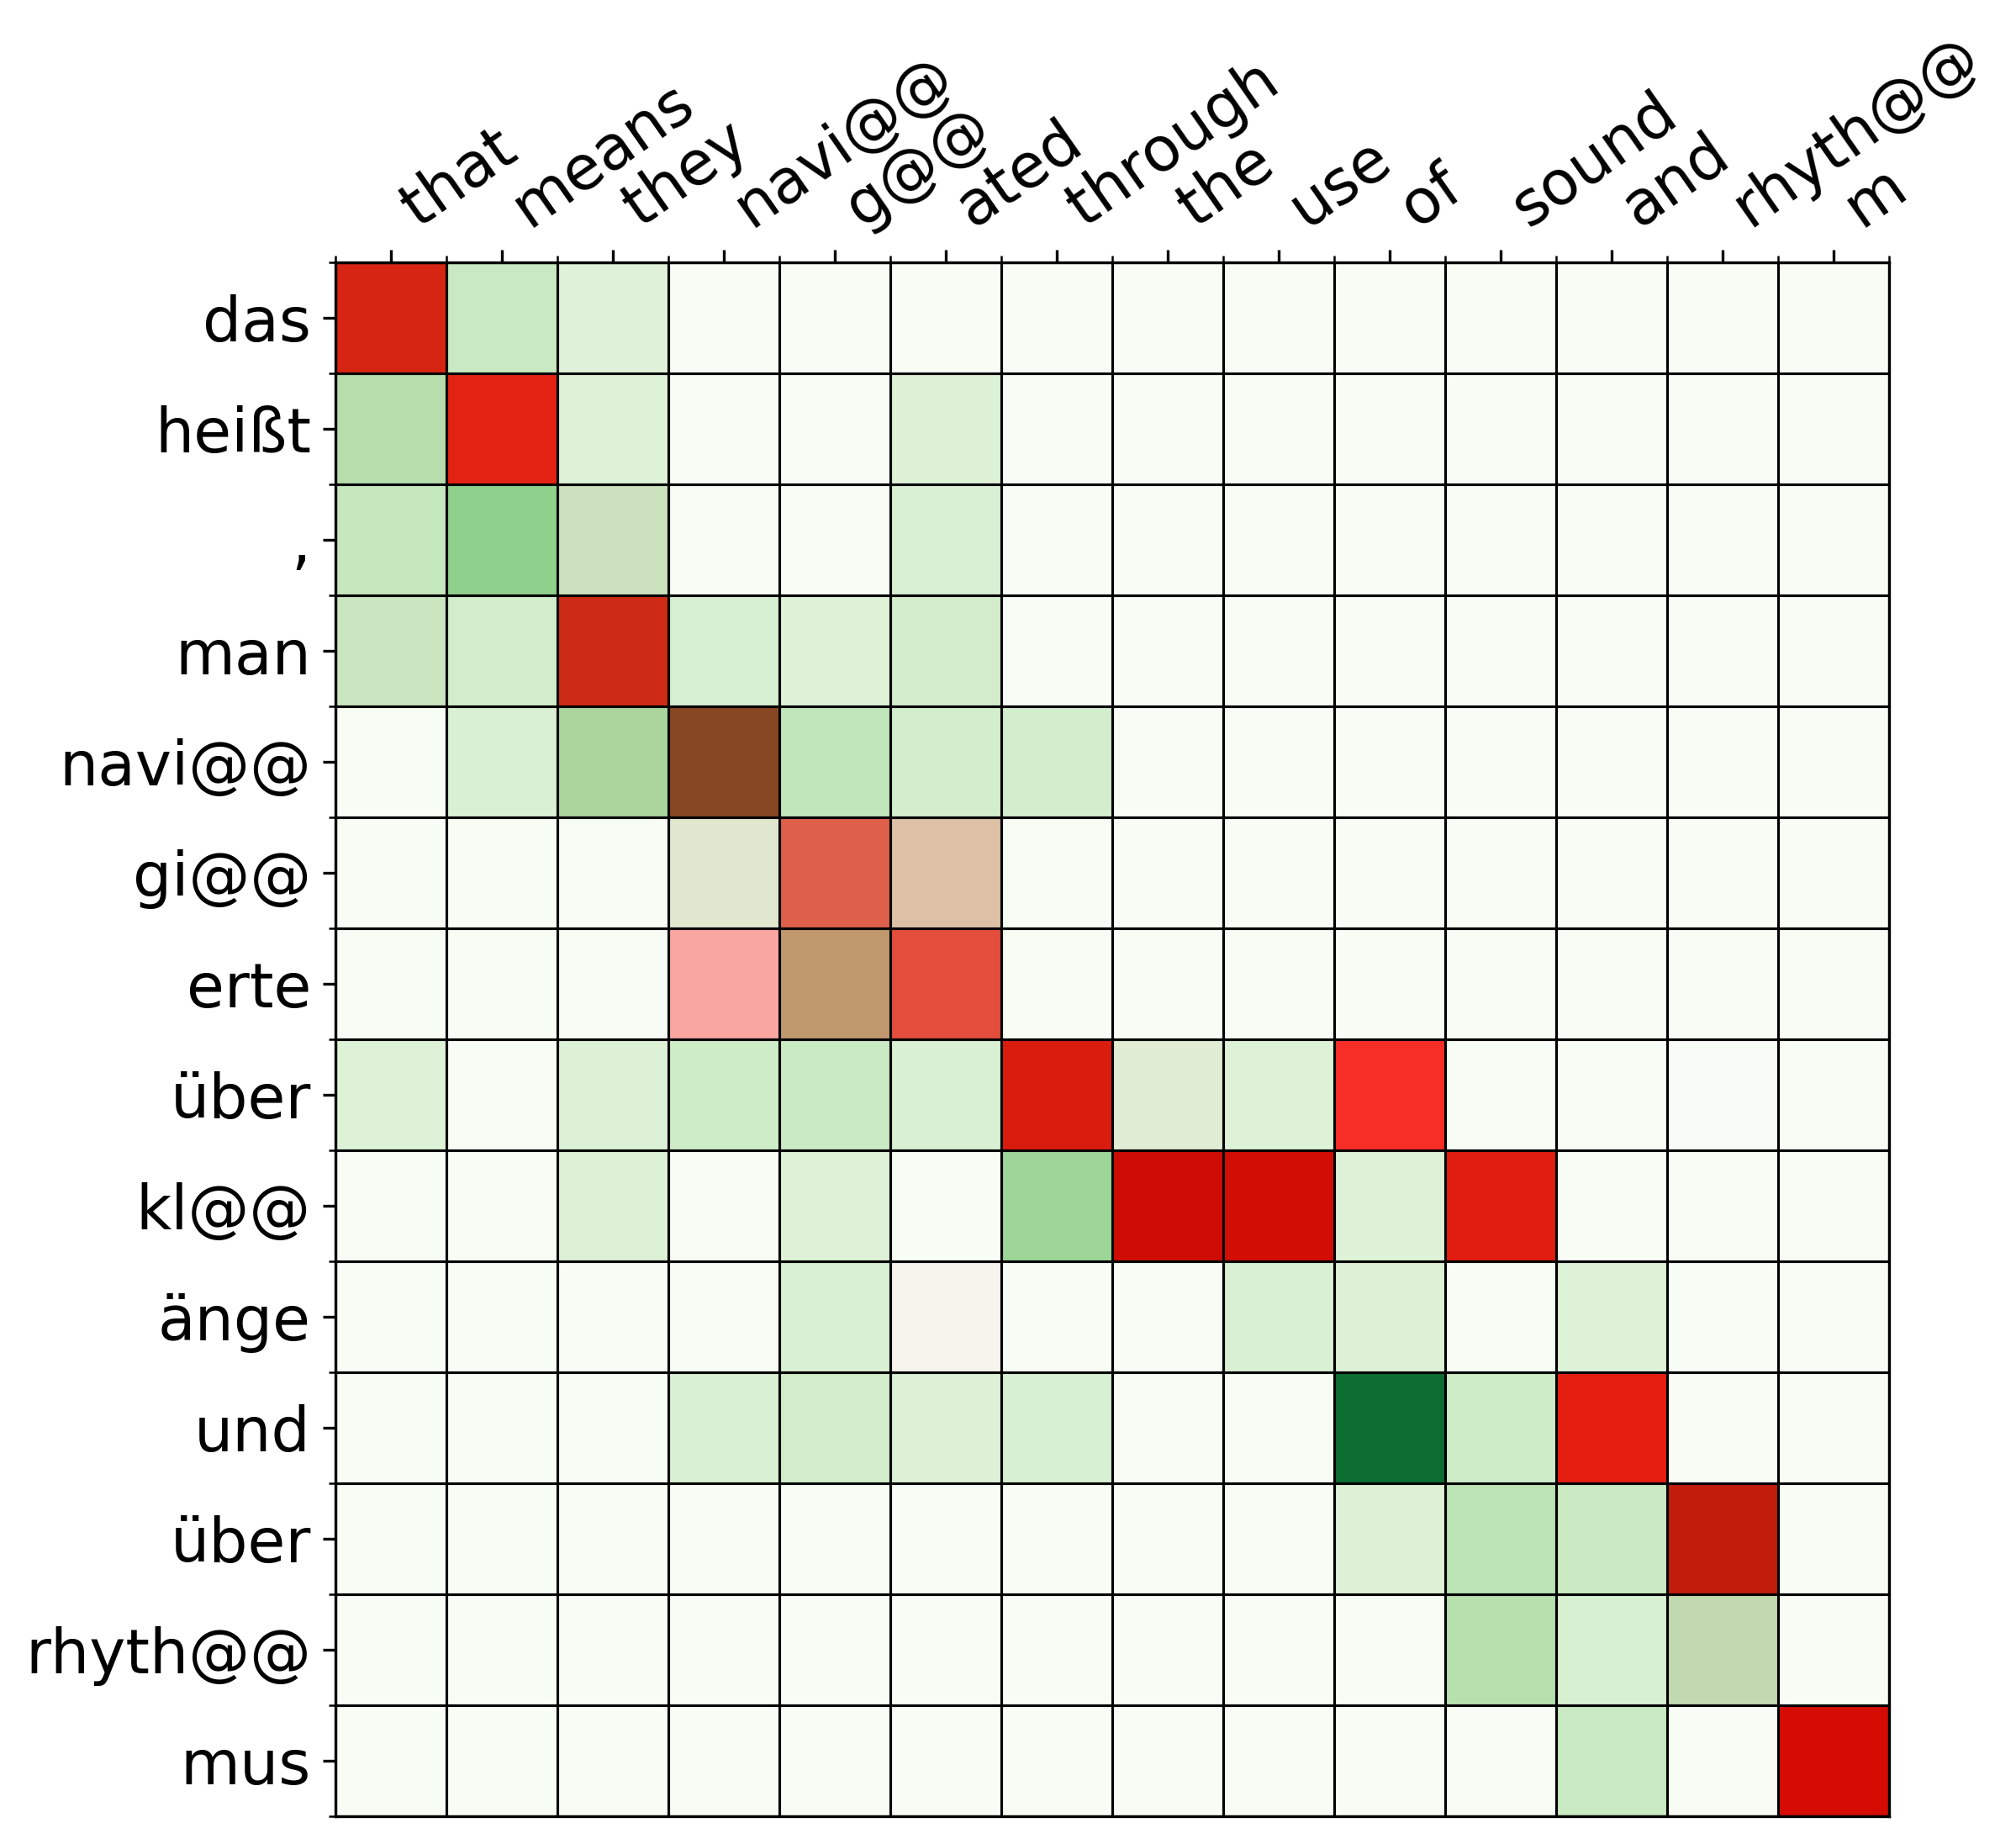 that means they navi@@ g@@ ated through the use of sound and rhyth@@ m
das
heißt
,
man
navi@@
gi@@
erte
über
kl@@
änge
und
über
rhyth@@
mus